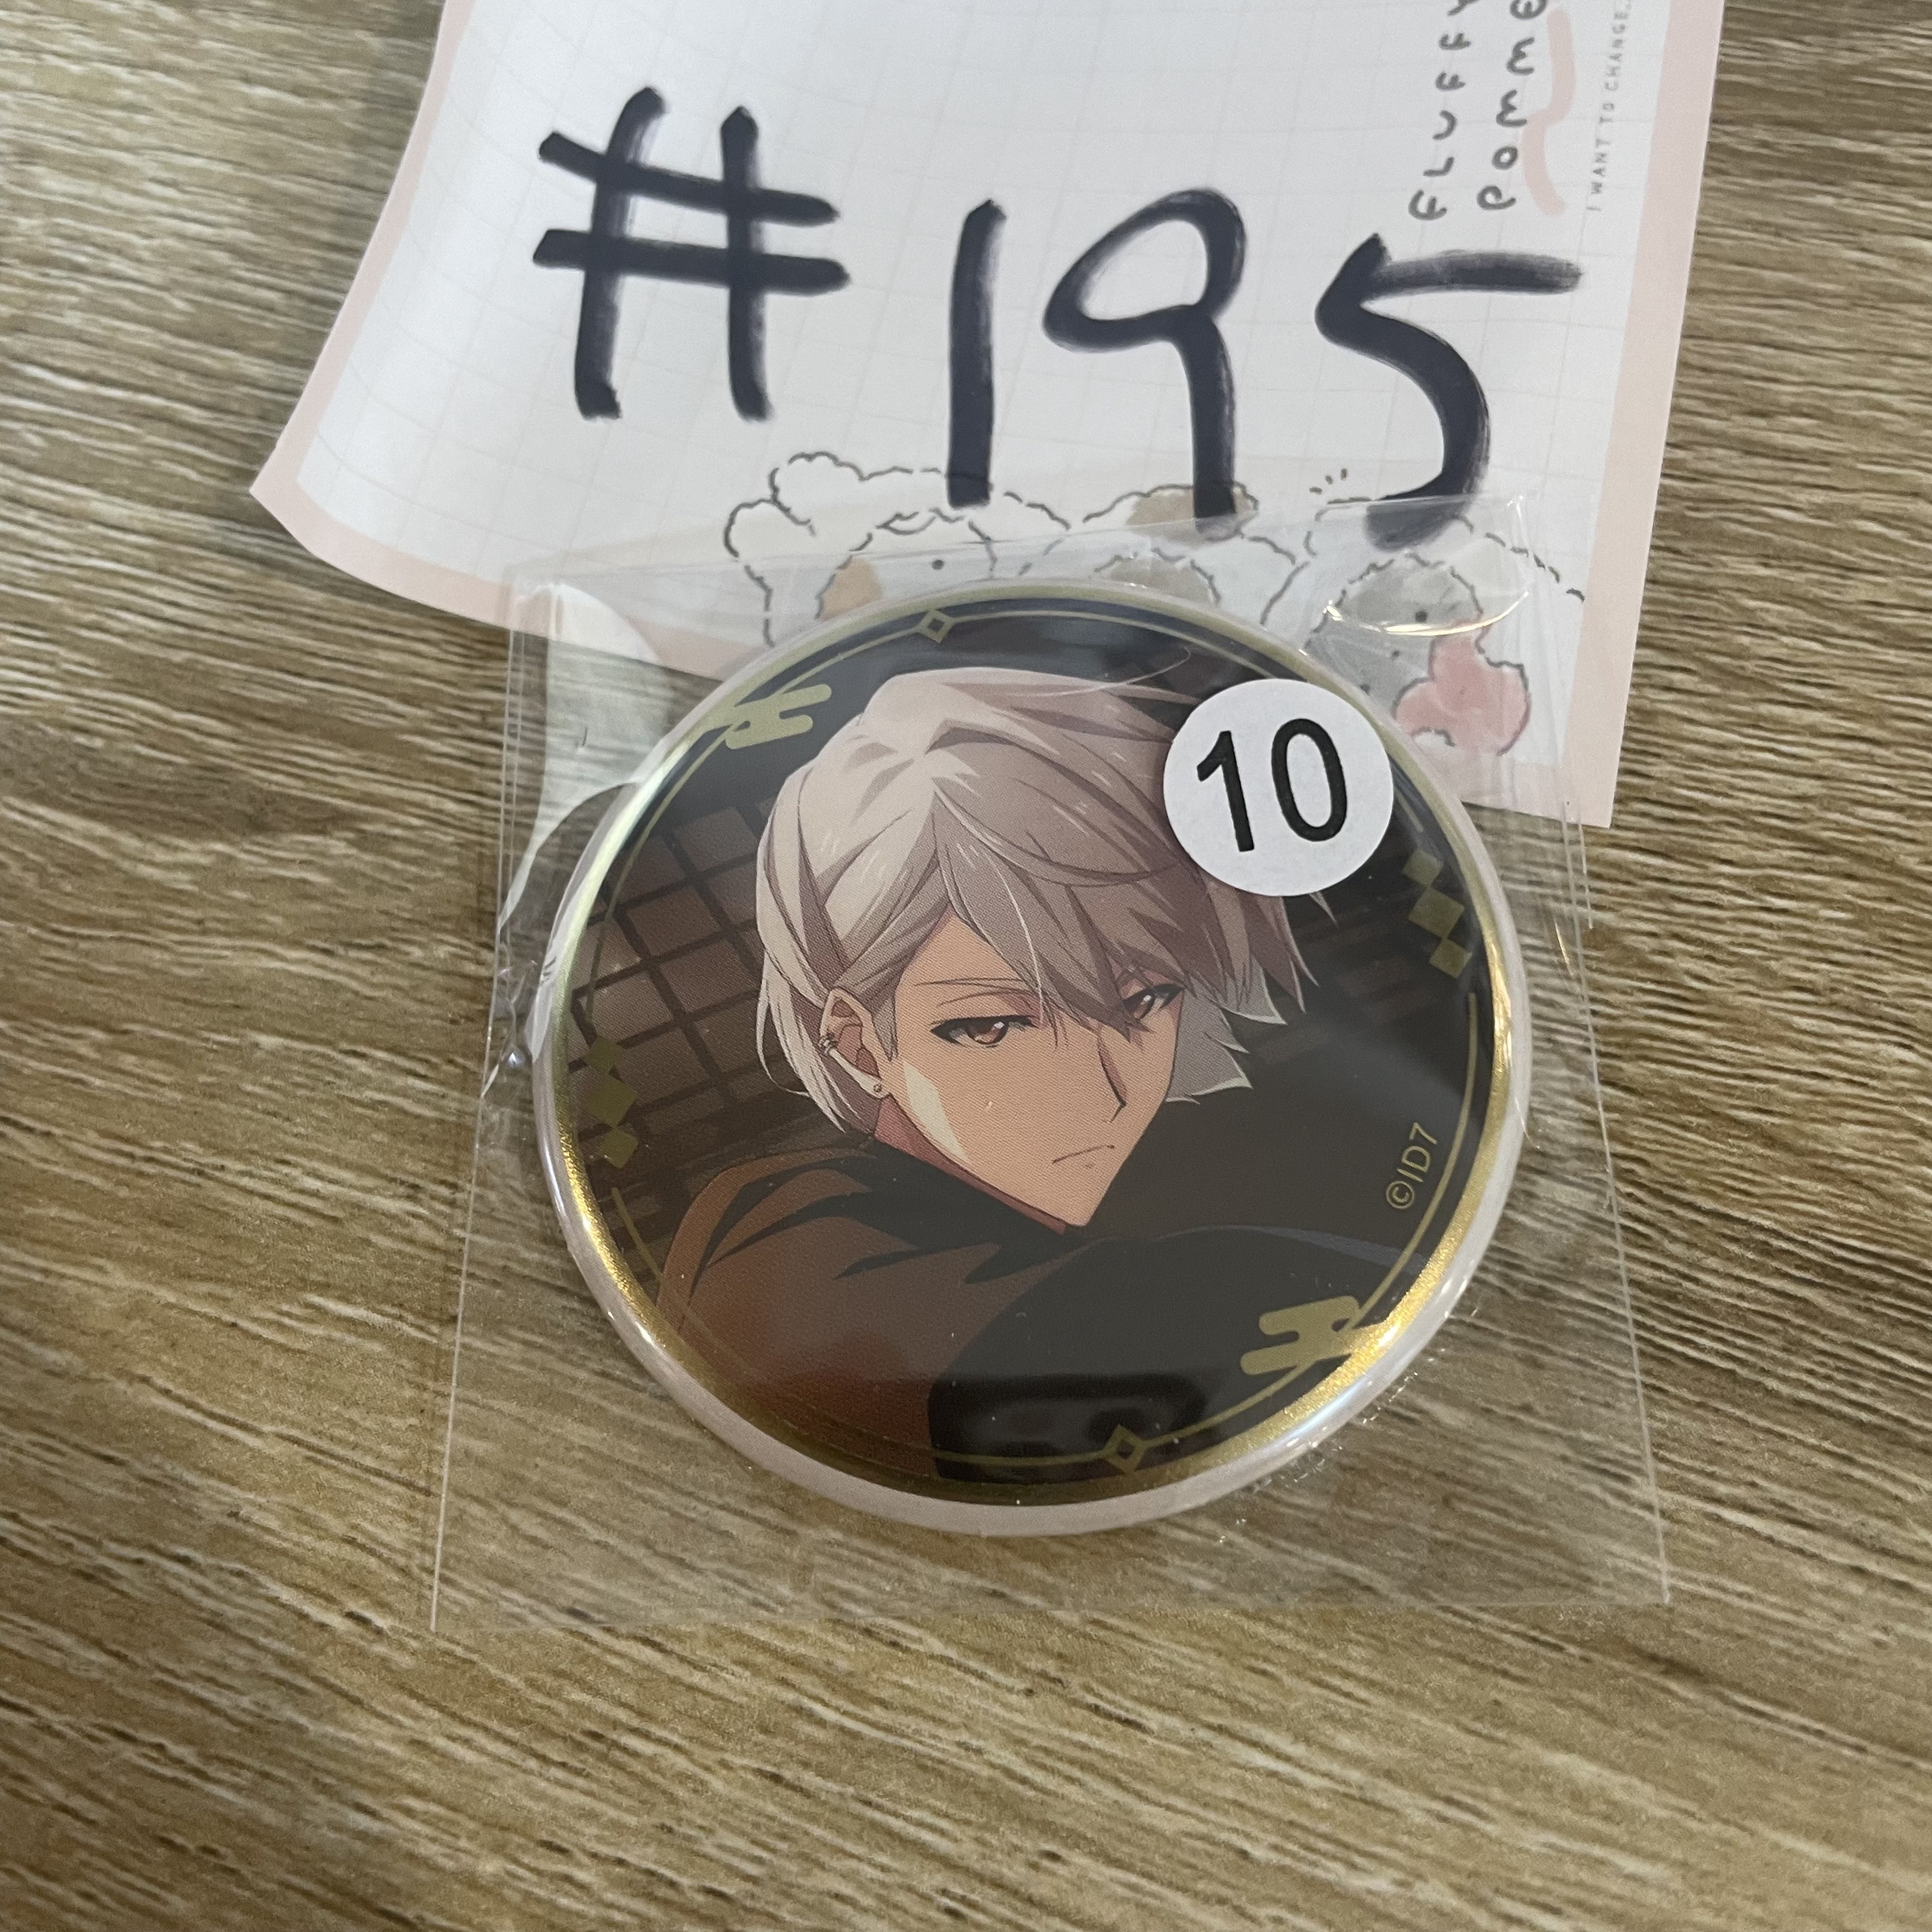 #195
FLUFFY
POMME
I WANT TO CHANGE
10
©ID7